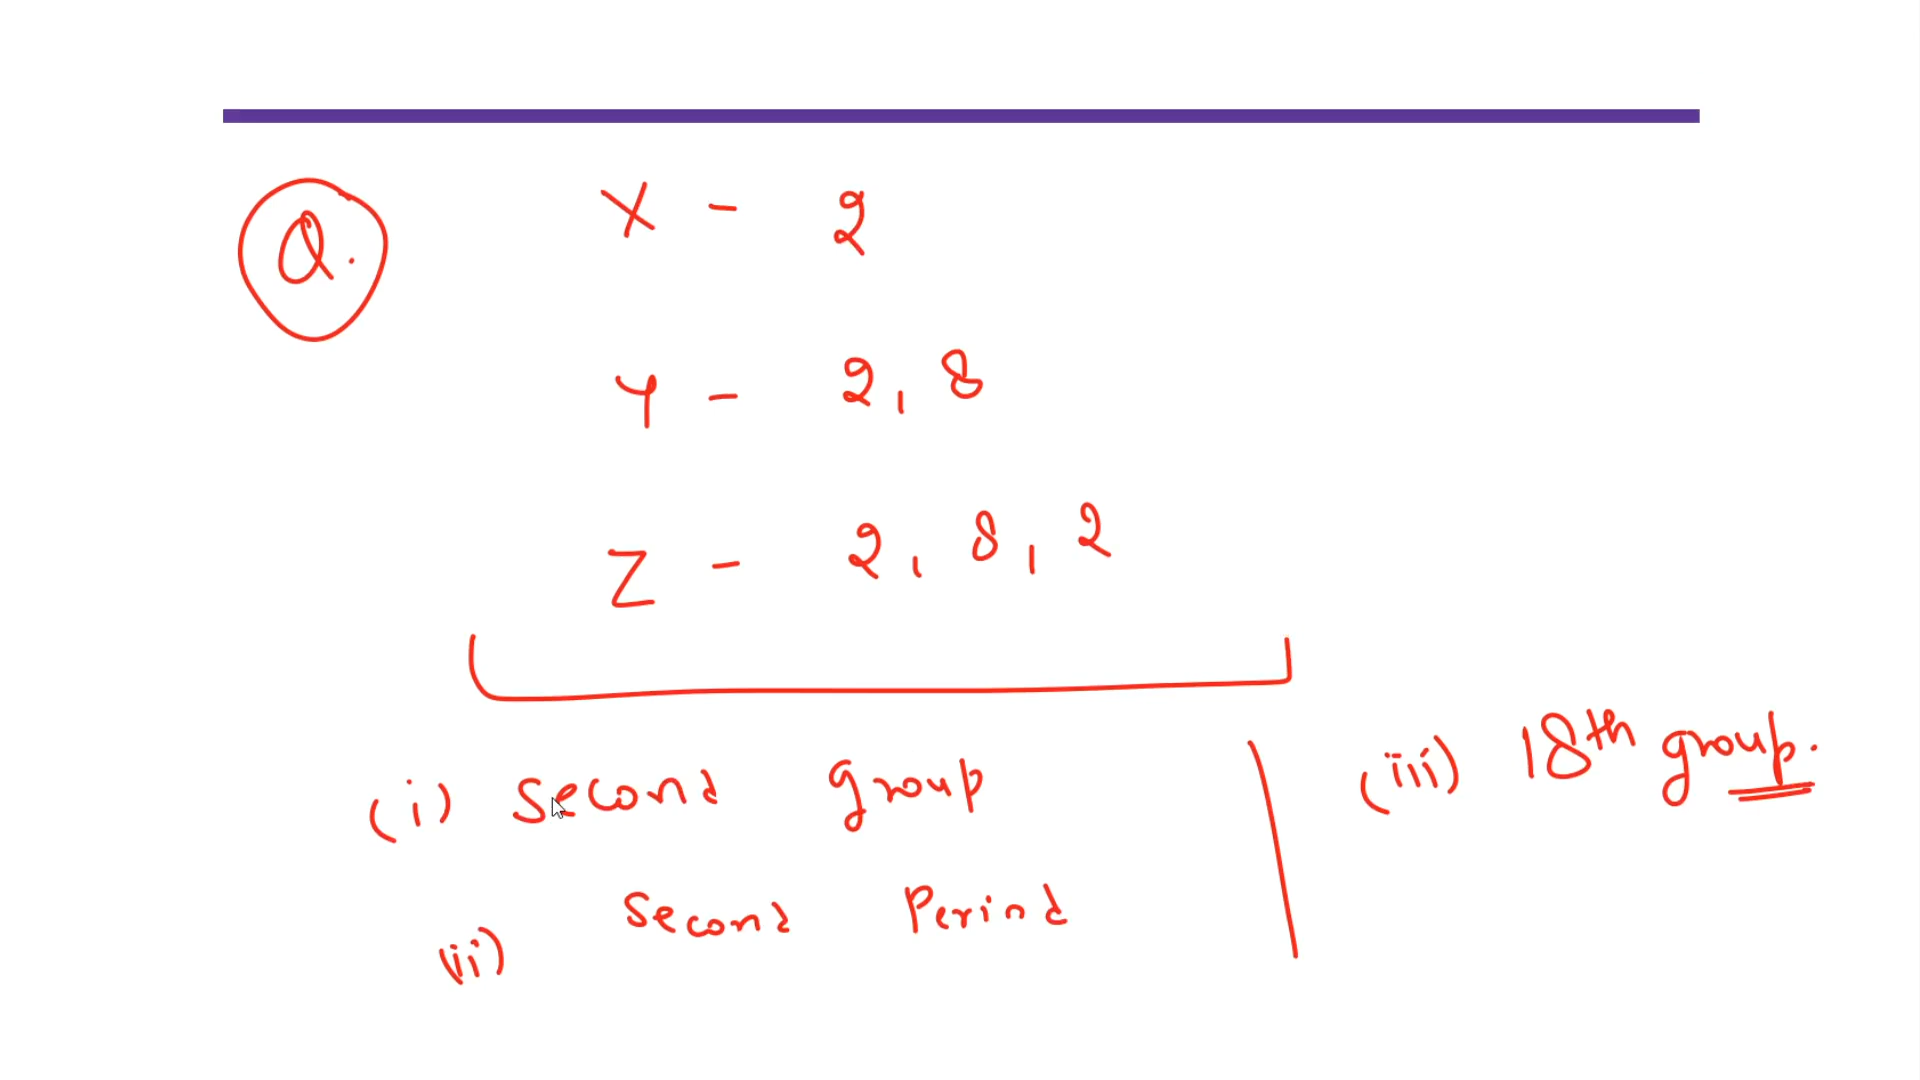 Q.
X - 2
Y - 2, 8
Z - 2, 8, 2
(i) Second group
(ii) Second Period
(iii) 18th group.